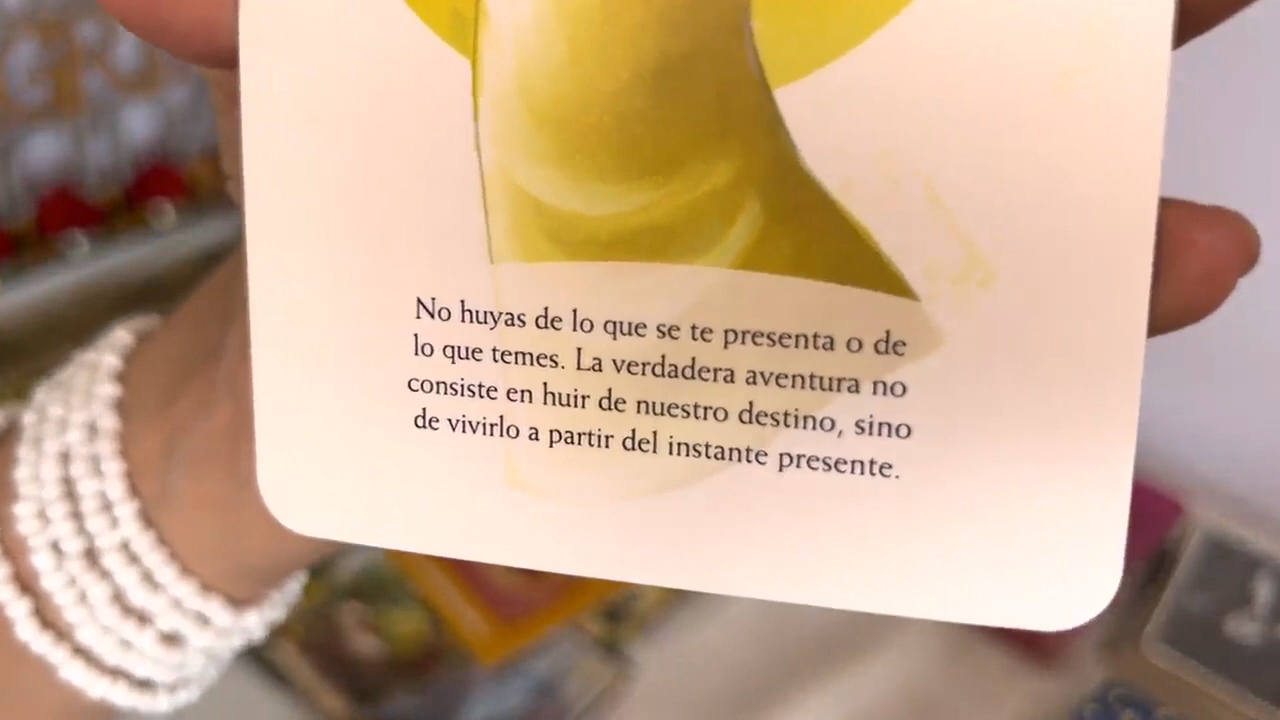 No huyas de lo que se te presenta o de
lo que temes. La verdadera aventura no
consiste en huir de nuestro destino, sino
de vivirlo a partir del instante presente.